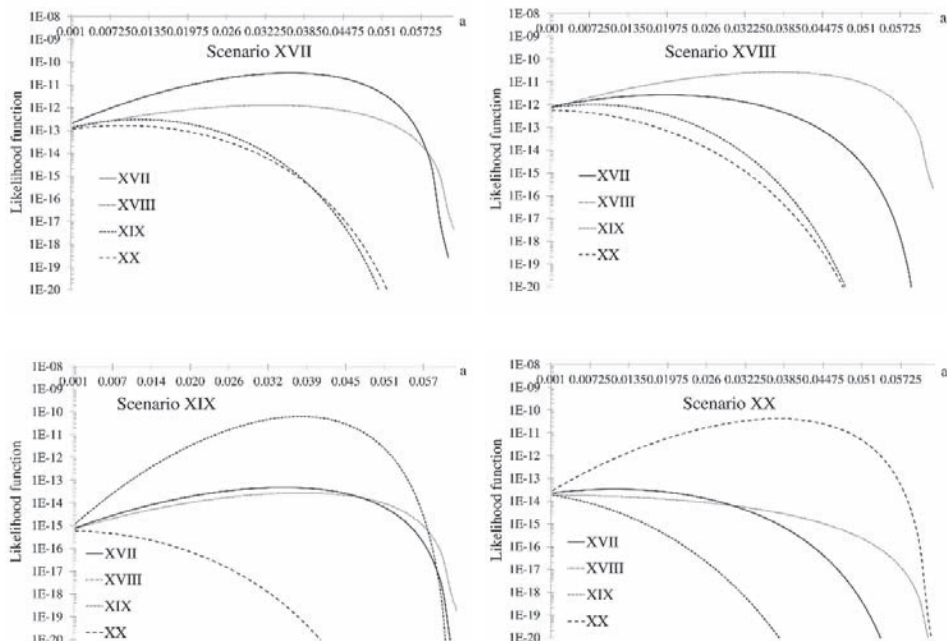 1E-08
a
0.001 0.007250.01350.01975 0.026 0.032250.03850.04475 0.051 0.05725
1E-09
Scenario XVII
1E-10
1E-11
1E-12
1E-13
1E-14
1E-15
1E-16
1E-17
1E-18
1E-19
1E-20
Likelihood function
XVII
XVIII
XIX
XX
1E-08
a
0.001 0.007250.01350.01975 0.026 0.032250.03850.04475 0.051 0.05725
1E-09
Scenario XVIII
1E-10
1E-11
1E-12
1E-13
1E-14
1E-15
1E-16
1E-17
1E-18
1E-19
1E-20
Likelihood function
XVII
XVIII
XIX
XX
1E-08
a
0.001 0.007 0.014 0.020 0.026 0.032 0.039 0.045 0.051 0.057
1E-09
Scenario XIX
1E-10
1E-11
1E-12
1E-13
1E-14
1E-15
1E-16
1E-17
1E-18
1E-19
1E-20
Likelihood function
XVII
XVIII
XIX
XX
1E-08
a
0.001 0.007250.01350.01975 0.026 0.032250.03850.04475 0.051 0.05725
1E-09
Scenario XX
1E-10
1E-11
1E-12
1E-13
1E-14
1E-15
1E-16
1E-17
1E-18
1E-19
1E-20
Likelihood function
XVII
XVIII
XIX
XX